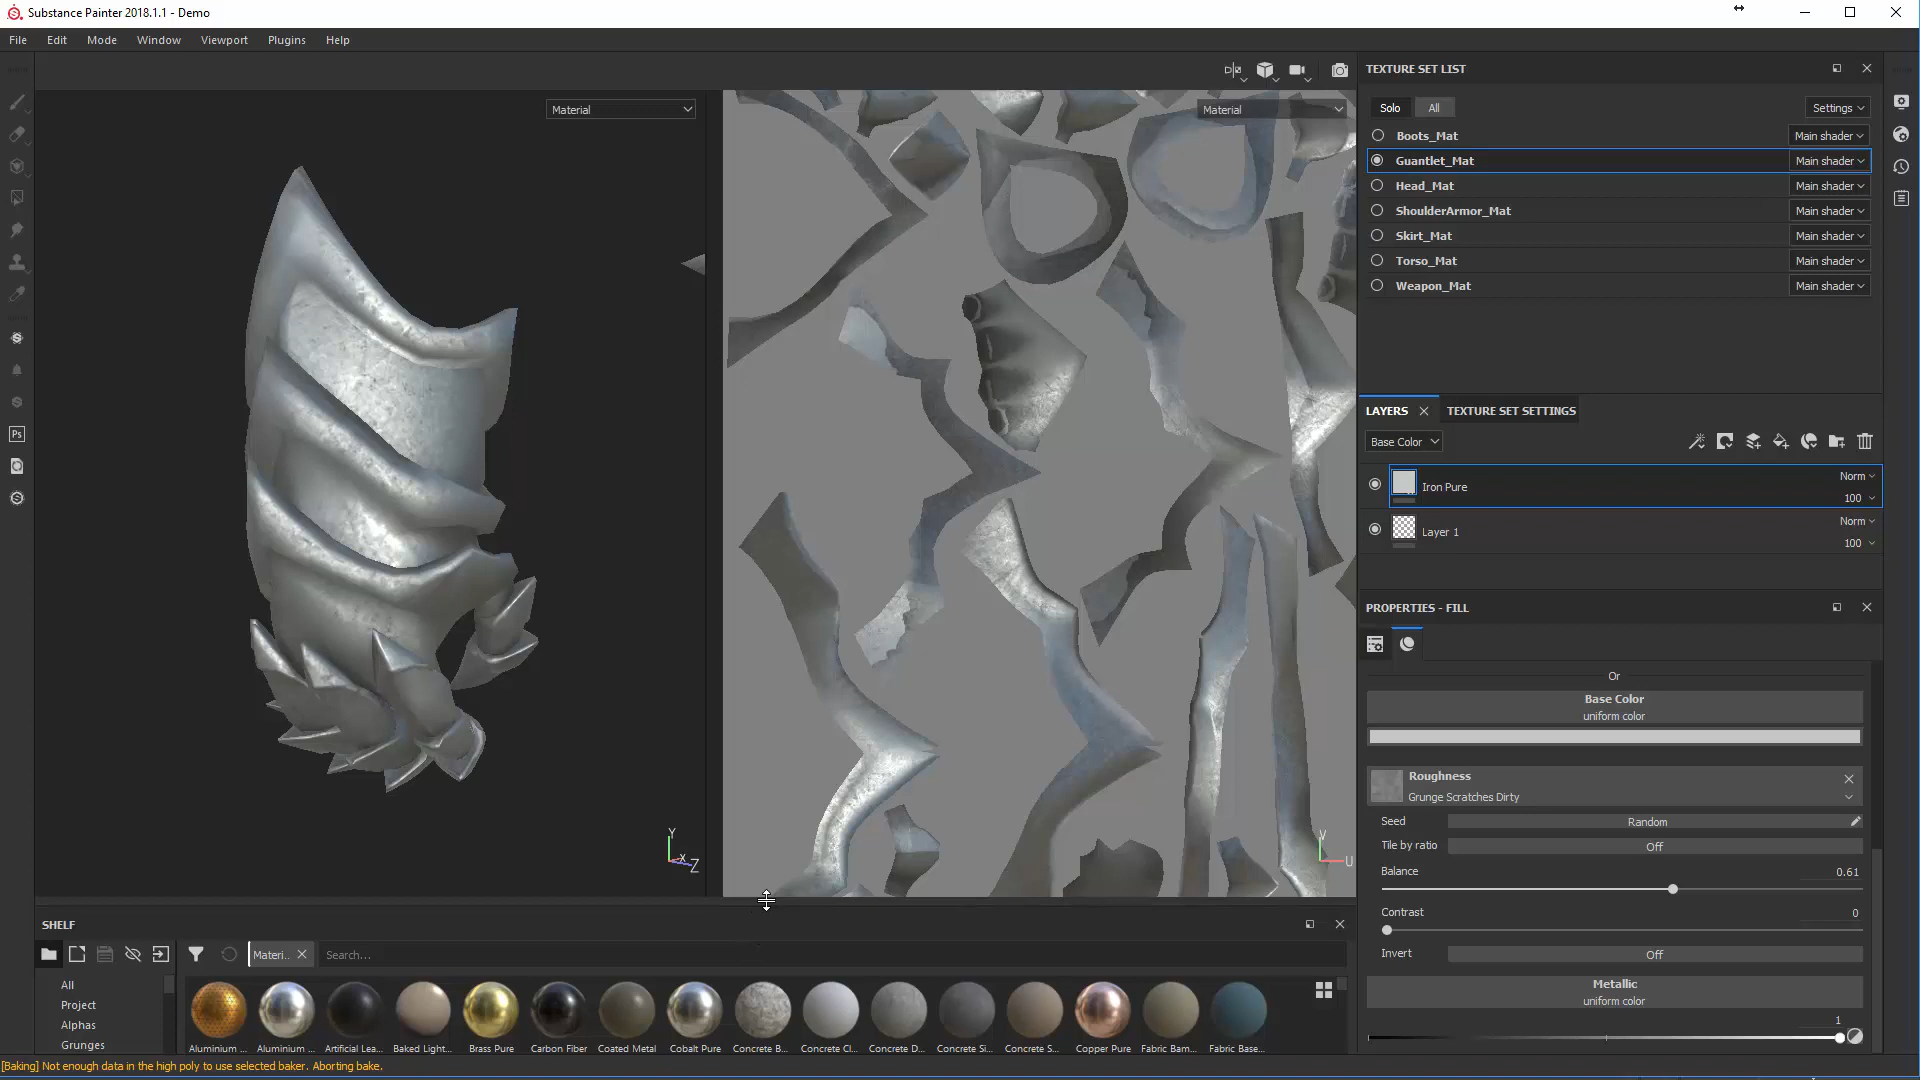 Substance Painter 2018.1.1 - Demo
File Edit Mode Window Viewport Plugins Help
Material
Material
Y
X
Z
V
U
TEXTURE SET LIST
Solo All Settings
Boots_Mat Main shader
Guantlet_Mat Main shader
Head_Mat Main shader
ShoulderArmor_Mat Main shader
Skirt_Mat Main shader
Torso_Mat Main shader
Weapon_Mat Main shader
Ps
LAYERS TEXTURE SET SETTINGS
Base Color
Iron Pure Norm
100
Layer 1 Norm
100
PROPERTIES - FILL
Or
Base Color
uniform color
Roughness
Grunge Scratches Dirty
Seed Random
Tile by ratio Off
Balance 0.61
Contrast 0
Invert Off
Metallic
uniform color
1
SHELF
Materi.. Search...
All
Project
Alphas
Grunges
Aluminium ... Aluminium ... Artificial Lea... Baked Light... Brass Pure Carbon Fiber Coated Metal Cobalt Pure Concrete B... Concrete Cl... Concrete D... Concrete Si... Concrete S... Copper Pure Fabric Bam... Fabric Base...
[Baking] Not enough data in the high poly to use selected baker. Aborting bake.